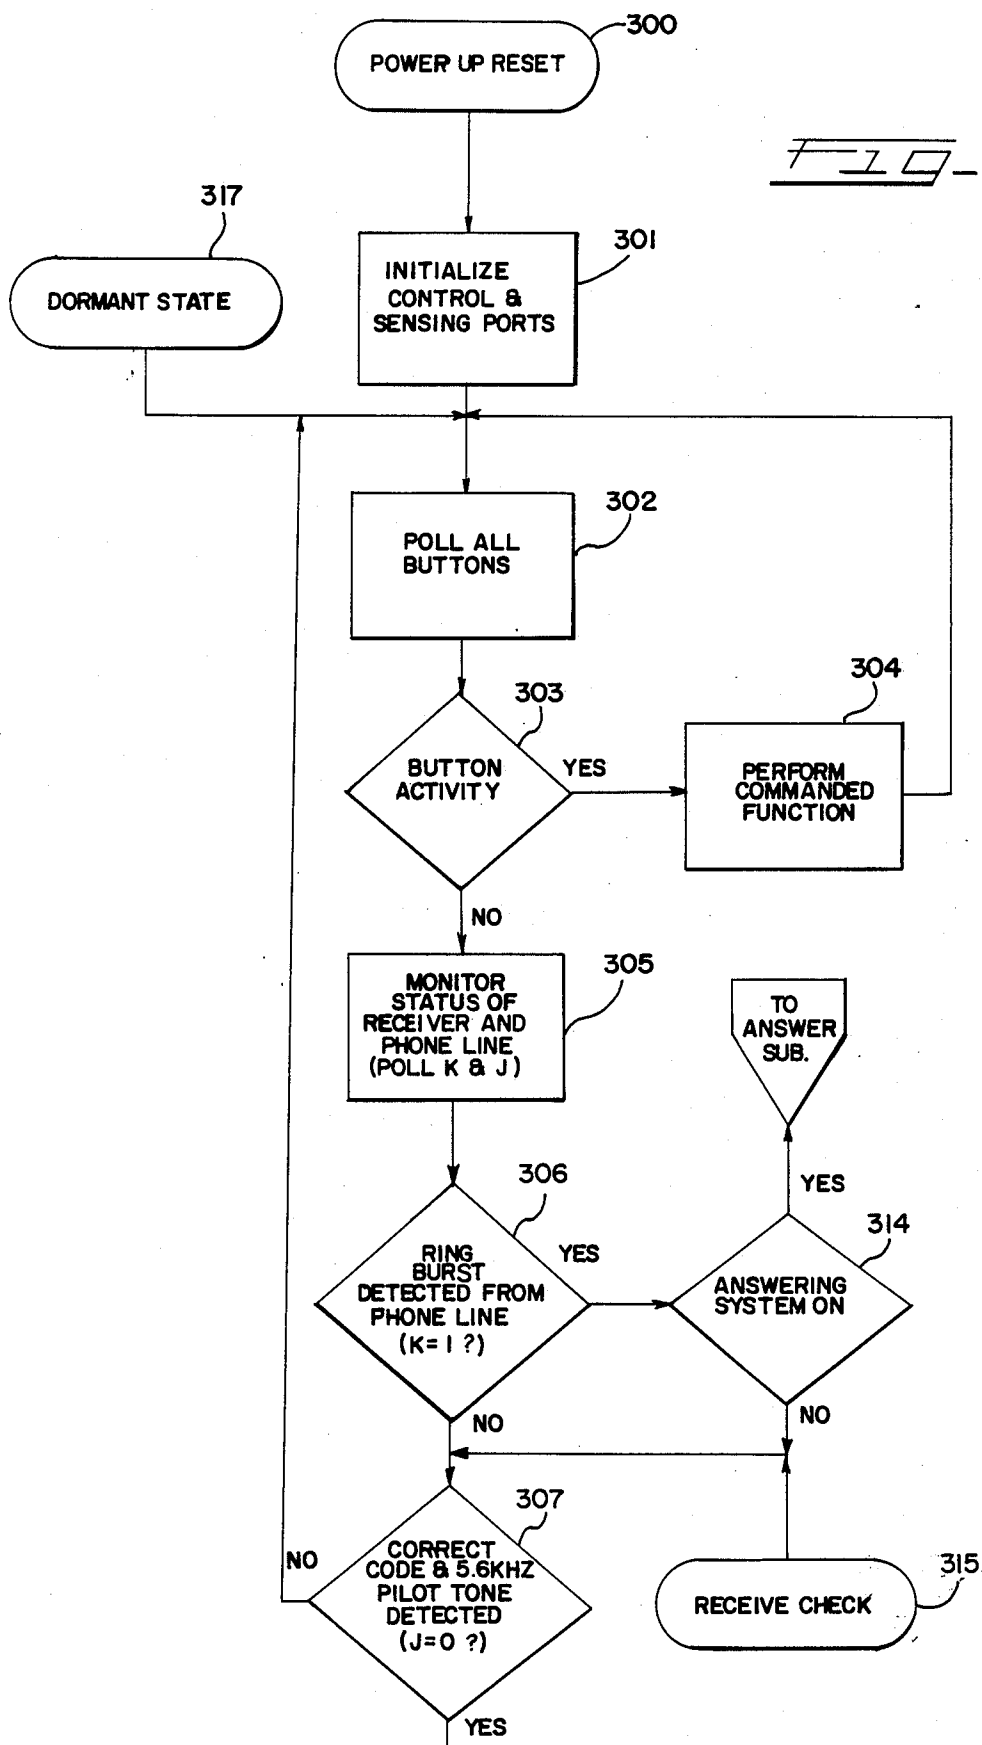 300
POWER UP RESET
Fig-
317
301
INITIALIZE
CONTROL &
SENSING PORTS
DORMANT STATE
302
POLL ALL
BUTTONS
303
304
BUTTON
ACTIVITY
YES
PERFORM
COMMANDED
FUNCTION
NO
305
MONITOR
STATUS OF
RECEIVER AND
PHONE LINE
(POLL K & J)
TO
ANSWER
SUB.
306
YES
314
RING
BURST
DETECTED FROM
PHONE LINE
(K=1 ?)
YES
ANSWERING
SYSTEM ON
NO
NO
307
CORRECT
CODE & 5.6KHZ
PILOT TONE
DETECTED
(J=0 ?)
NO
315
RECEIVE CHECK
YES